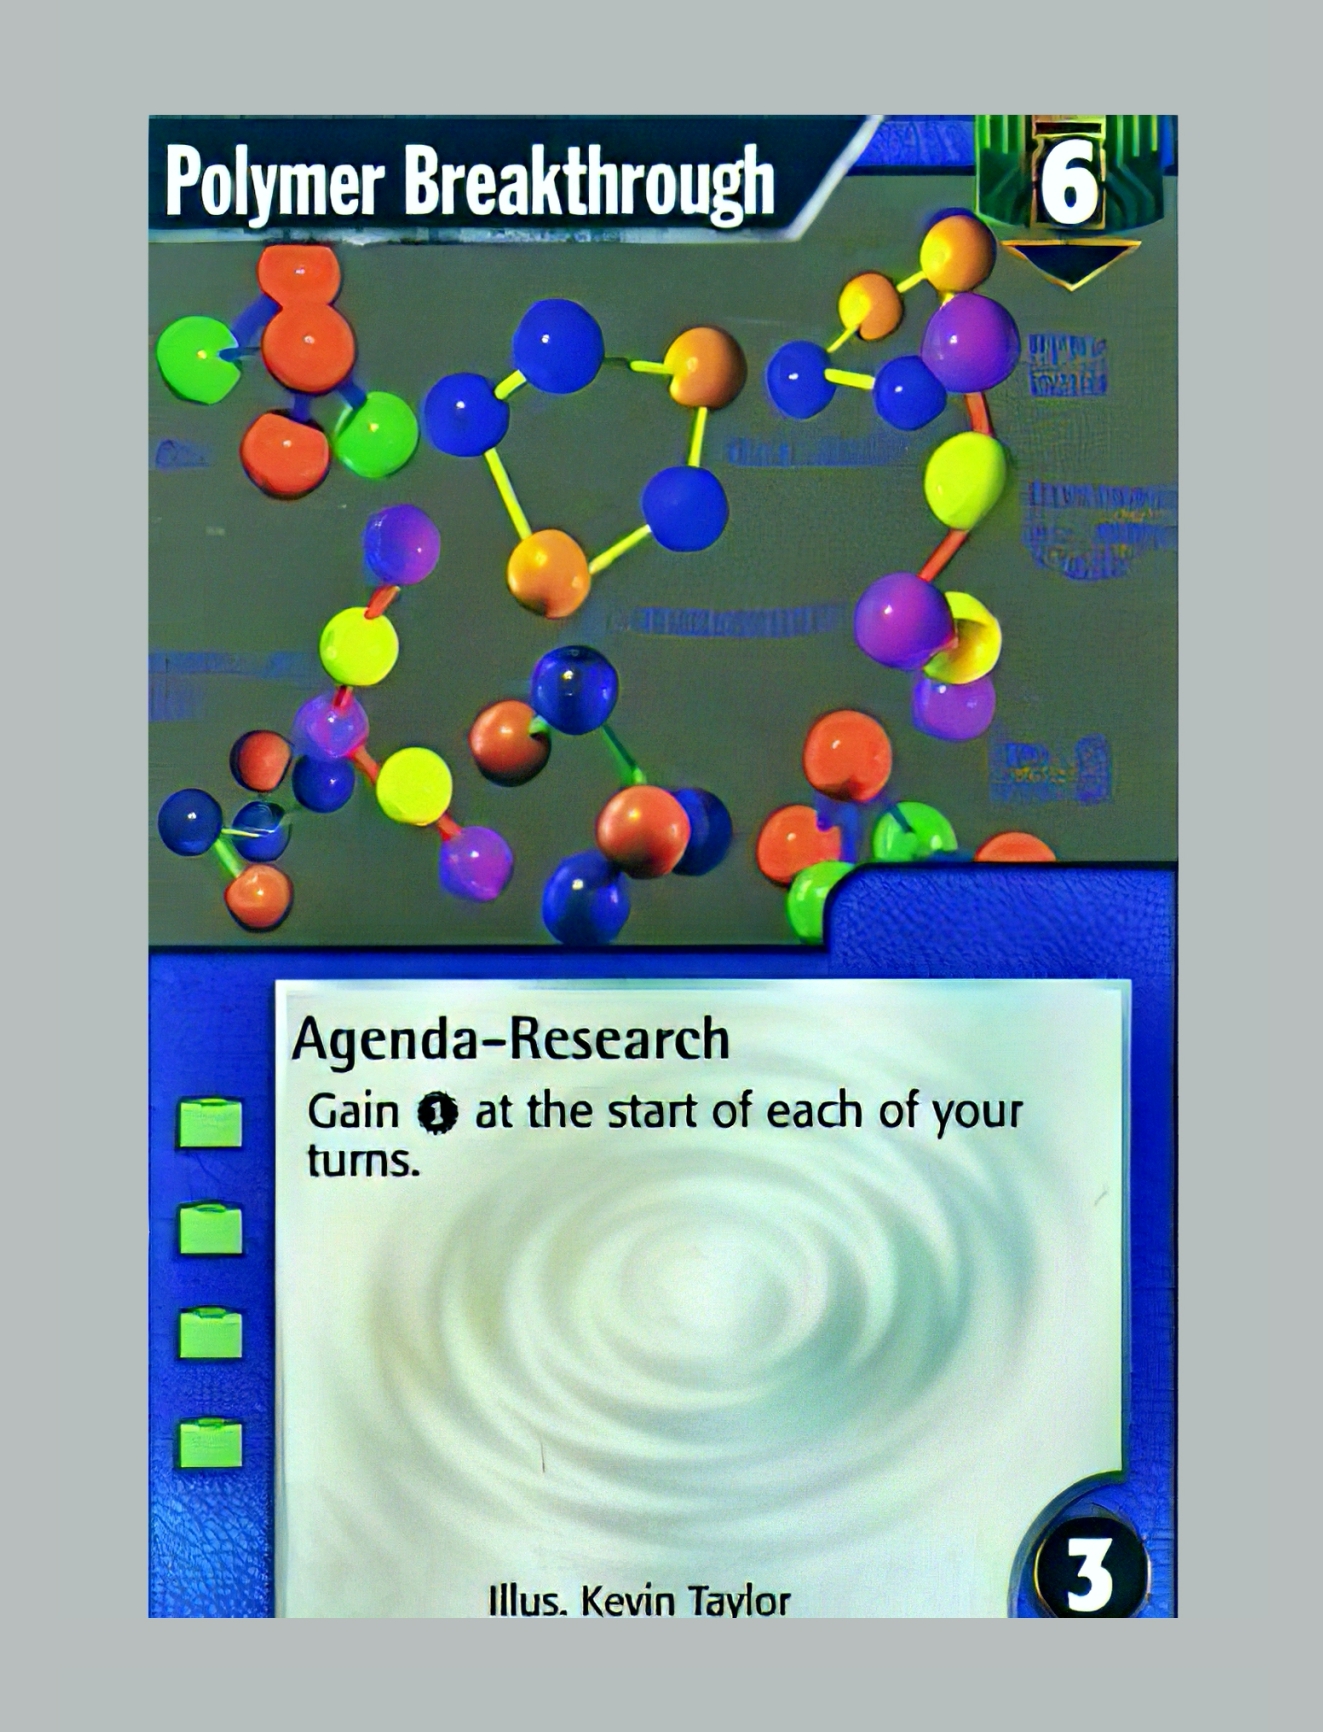 Polymer Breakthrough
6
Agenda-Research
Gain 1 at the start of each of your
turns.
Illus. Kevin Taylor
3